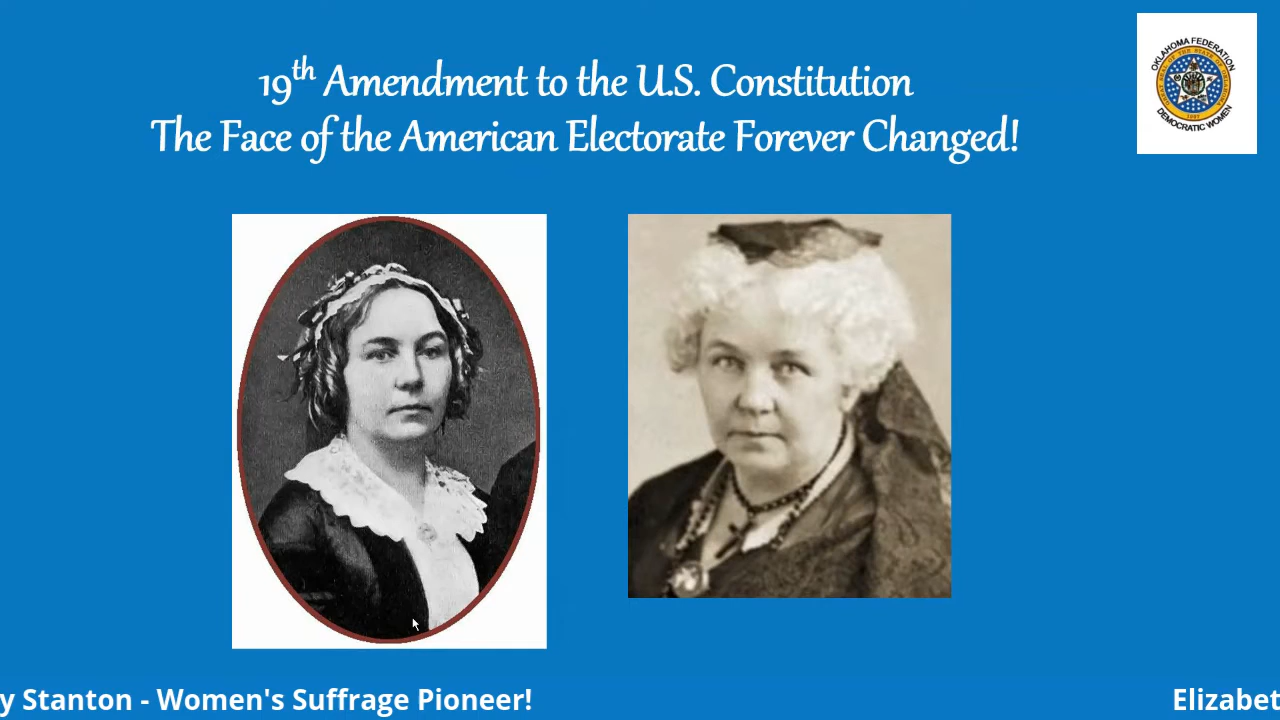 19th Amendment to the U.S. Constitution
The Face of the American Electorate Forever Changed!
OKLAHOMA FEDERATION
DEMOCRATIC WOMEN
y Stanton - Women's Suffrage Pioneer!
Elizabet